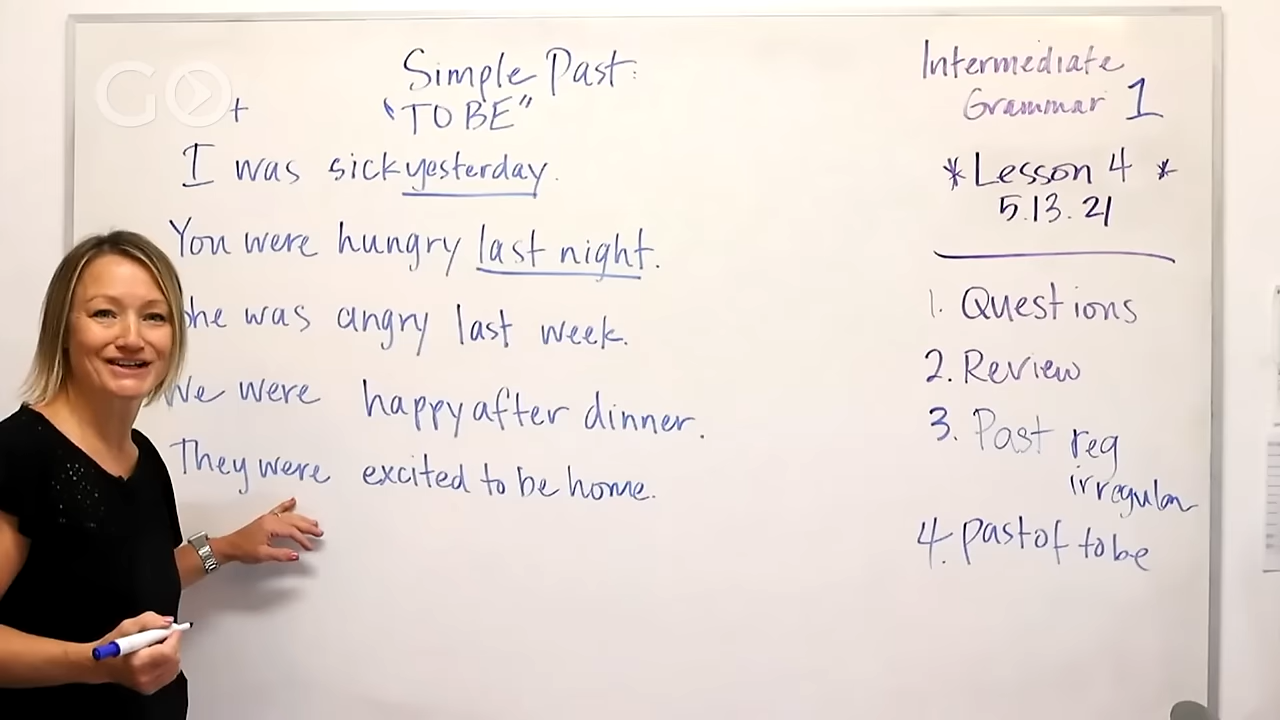 GO
Simple Past:
+ "TO BE"
I was sick yesterday.
You were hungry last night.
She was angry last week.
We were happy after dinner.
They were excited to be home.
Intermediate
Grammar 1
* Lesson 4 *
5.13.21
1. Questions
2. Review
3. Past reg
irregular
4. past of to be